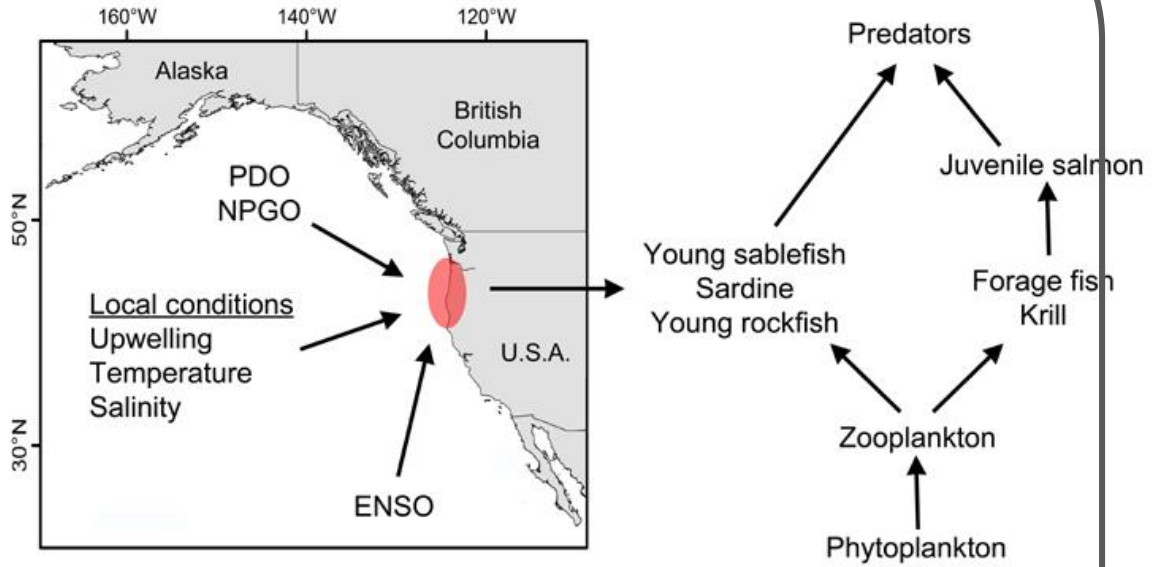 160°W
140°W
120°W
Alaska
British
Columbia
50°N
30°N
PDO
NPGO
Local conditions
Upwelling
Temperature
Salinity
ENSO
U.S.A.
Predators
Juvenile salmon
Young sablefish
Sardine
Young rockfish
Forage fish
Krill
Zooplankton
Phytoplankton